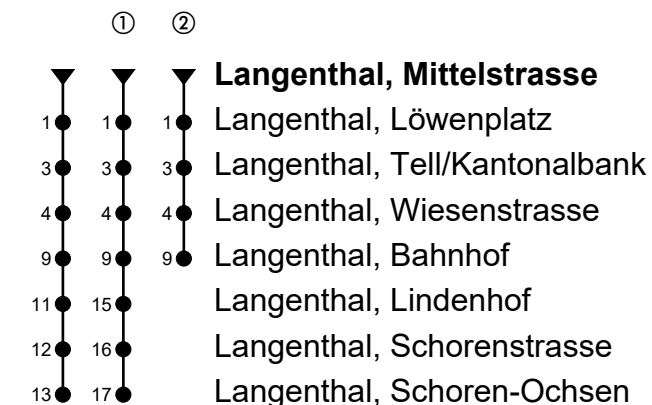 ① ②
Langenthal, Mittelstrasse
1 1 1 Langenthal, Löwenplatz
3 3 3 Langenthal, Tell/Kantonalbank
4 4 4 Langenthal, Wiesenstrasse
9 9 9 Langenthal, Bahnhof
11 15 Langenthal, Lindenhof
12 16 Langenthal, Schorenstrasse
13 17 Langenthal, Schoren-Ochsen